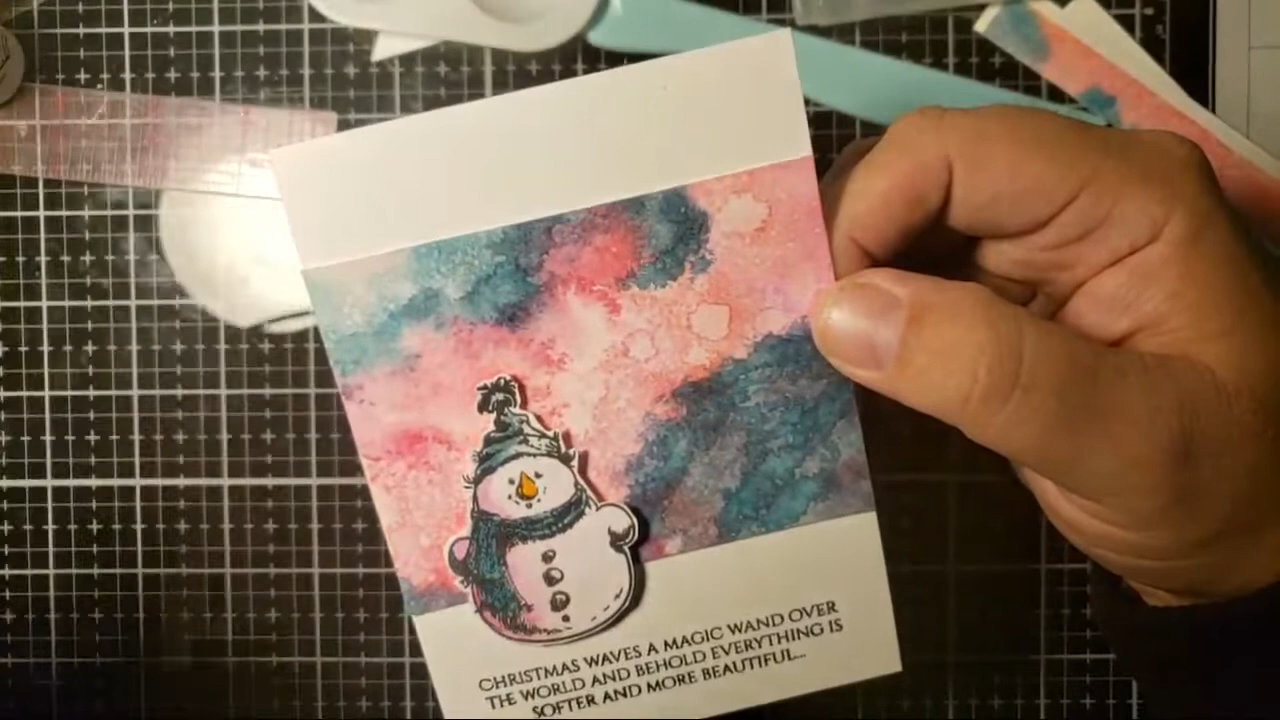 CHRISTMAS WAVES A MAGIC WAND OVER
THE WORLD AND BEHOLD EVERYTHING IS
SOFTER AND MORE BEAUTIFUL...